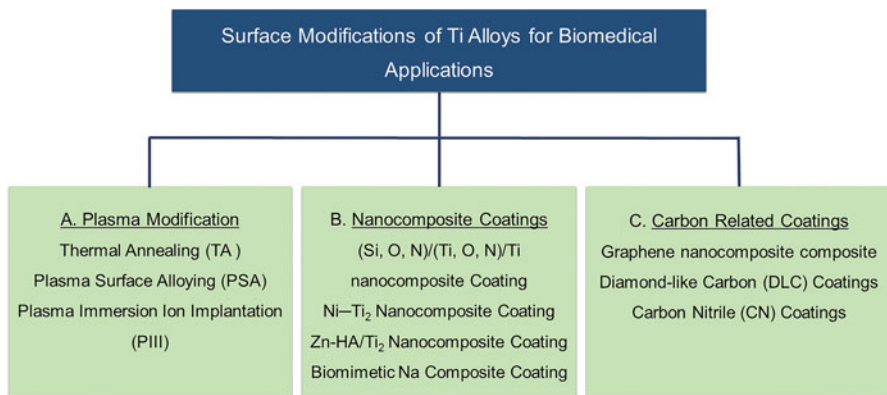 Surface Modifications of Ti Alloys for Biomedical
Applications
A. Plasma Modification
Thermal Annealing (TA )
Plasma Surface Alloying (PSA)
Plasma Immersion Ion Implantation
(PIII)
B. Nanocomposite Coatings
(Si, O, N)/(Ti, O, N)/Ti
nanocomposite Coating
Ni–Ti₂ Nanocomposite Coating
Zn-HA/Ti₂ Nanocomposite Coating
Biomimetic Na Composite Coating
C. Carbon Related Coatings
Graphene nanocomposite composite
Diamond-like Carbon (DLC) Coatings
Carbon Nitrile (CN) Coatings